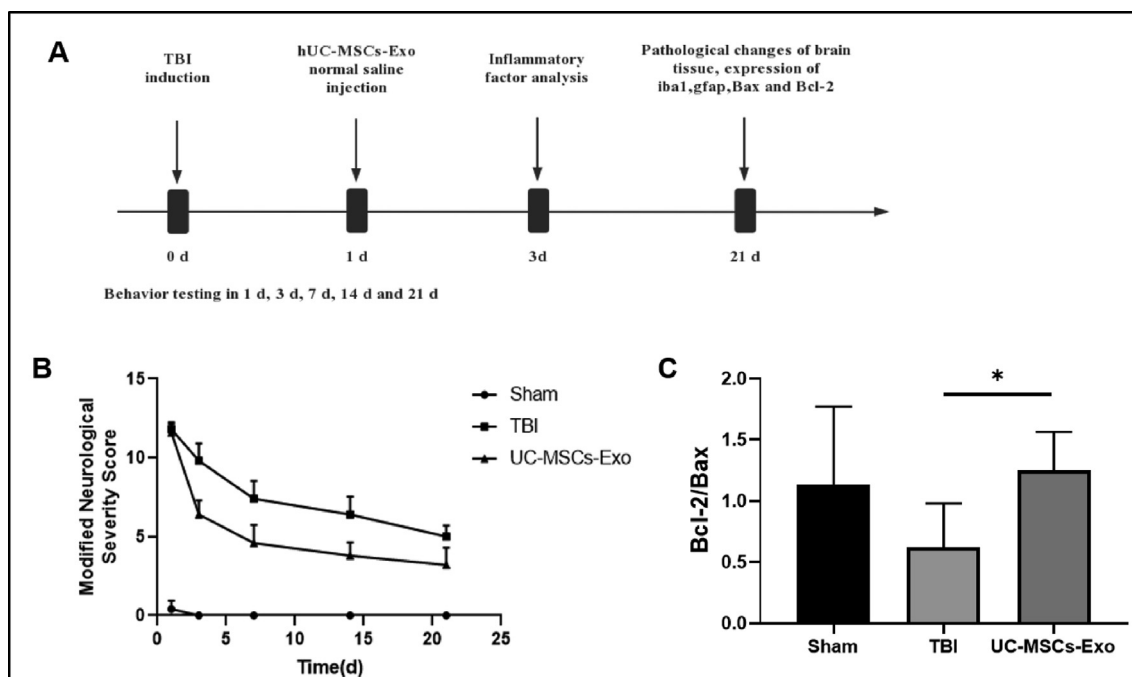 A
TBI
induction
hUC-MSCs-Exo
normal saline
injection
Inflammatory
factor analysis
Pathological changes of brain
tissue, expression of
iba1,gfap,Bax and Bcl-2
0 d
1 d
3d
21 d
Behavior testing in 1 d, 3 d, 7 d, 14 d and 21 d
B
Modified Neurological
Severity Score
15
10
5
0
0
5
10
15
20
25
Time(d)
Sham
TBI
UC-MSCs-Exo
C
Bcl-2/Bax
2.0
1.5
1.0
0.5
0.0
*
Sham
TBI
UC-MSCs-Exo